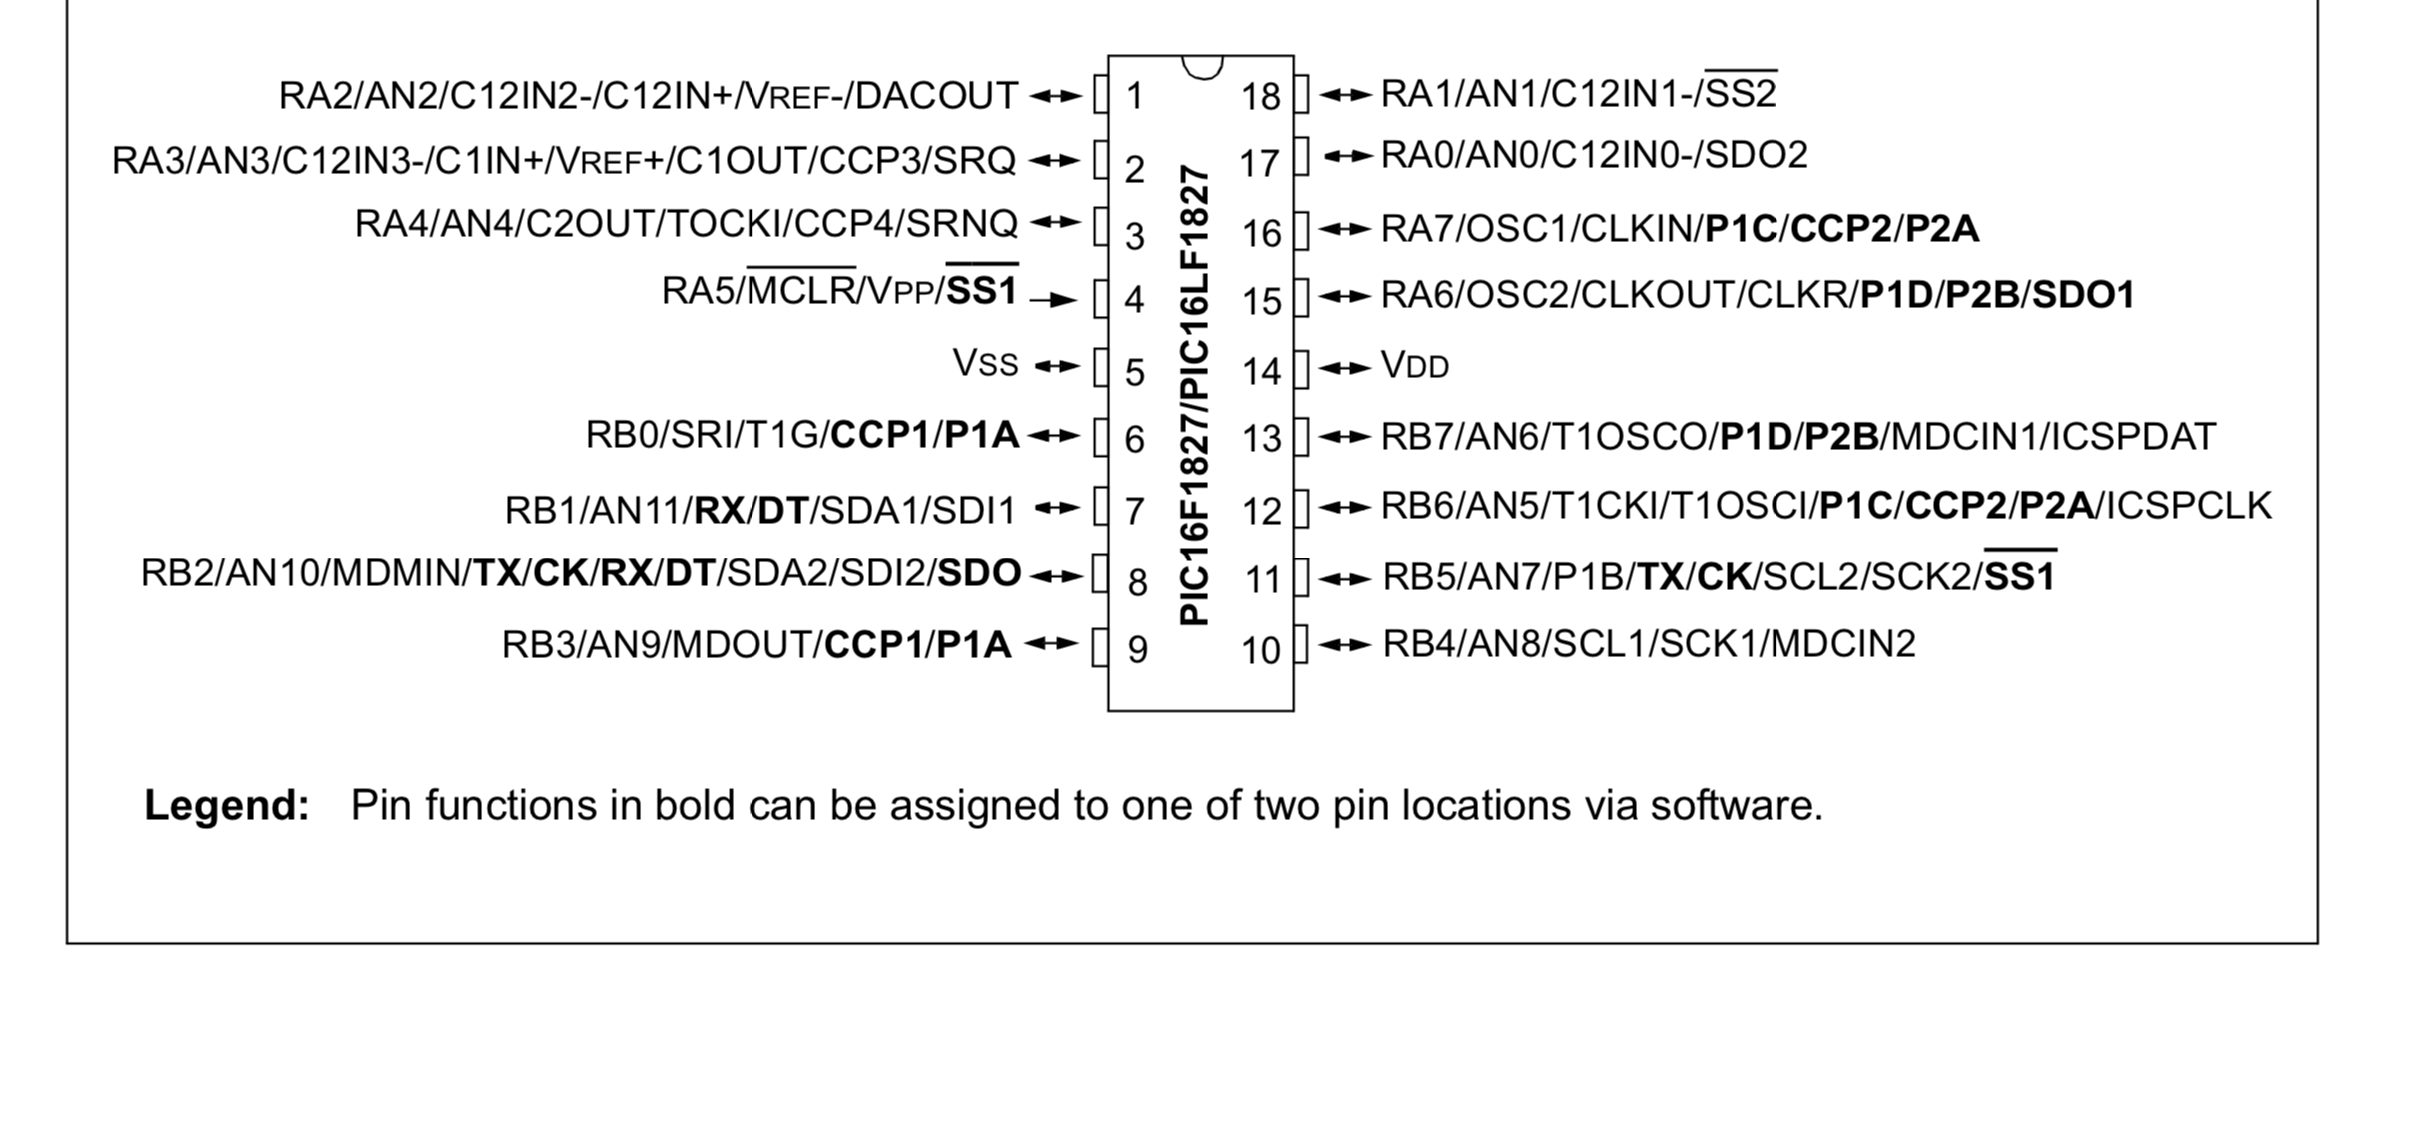 RA2/AN2/C12IN2-/C12IN+/VREF-/DACOUT 1
RA3/AN3/C12IN3-/C1IN+/VREF+/C1OUT/CCP3/SRQ 2
RA4/AN4/C2OUT/TOCKI/CCP4/SRNQ 3
RA5/MCLR/VPP/SS1 4
VSS 5
RB0/SRI/T1G/CCP1/P1A 6
RB1/AN11/RX/DT/SDA1/SDI1 7
RB2/AN10/MDMIN/TX/CK/RX/DT/SDA2/SDI2/SDO 8
RB3/AN9/MDOUT/CCP1/P1A 9
PIC16F1827/PIC16LF1827
18 RA1/AN1/C12IN1-/SS2
17 RA0/AN0/C12IN0-/SDO2
16 RA7/OSC1/CLKIN/P1C/CCP2/P2A
15 RA6/OSC2/CLKOUT/CLKR/P1D/P2B/SDO1
14 VDD
13 RB7/AN6/T1OSCO/P1D/P2B/MDCIN1/ICSPDAT
12 RB6/AN5/T1CKI/T1OSCI/P1C/CCP2/P2A/ICSPCLK
11 RB5/AN7/P1B/TX/CK/SCL2/SCK2/SS1
10 RB4/AN8/SCL1/SCK1/MDCIN2
Legend: Pin functions in bold can be assigned to one of two pin locations via software.